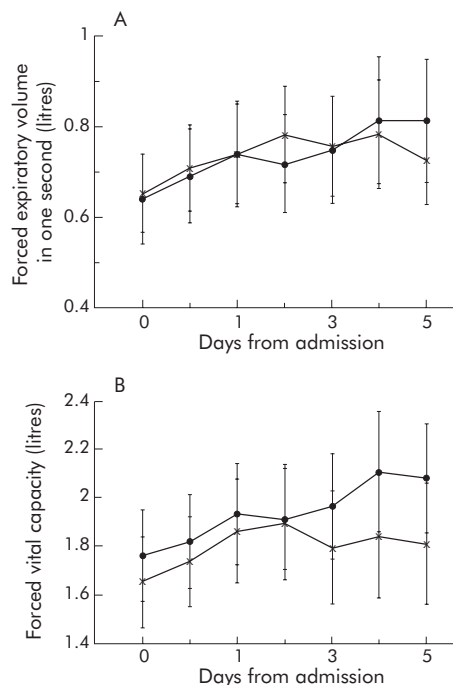 A
1
0.8
0.6
0.4
Forced expiratory volume
in one second (litres)
0 1 3 5
Days from admission
B
2.4
2.2
2
1.8
1.6
1.4
Forced vital capacity (litres)
0 1 3 5
Days from admission